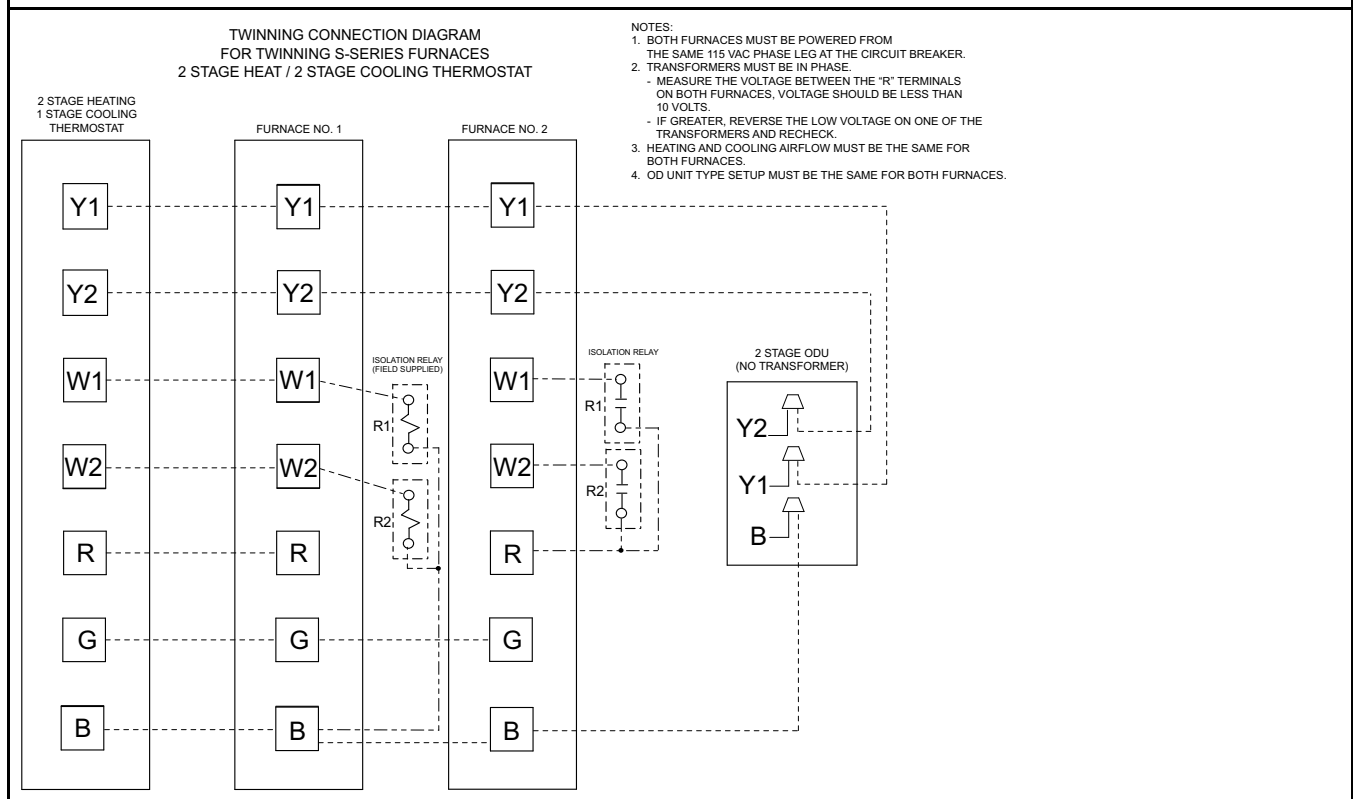 TWINNING CONNECTION DIAGRAM
FOR TWINNING S-SERIES FURNACES
2 STAGE HEAT / 2 STAGE COOLING THERMOSTAT
NOTES:
1. BOTH FURNACES MUST BE POWERED FROM
THE SAME 115 VAC PHASE LEG AT THE CIRCUIT BREAKER.
2. TRANSFORMERS MUST BE IN PHASE.
- MEASURE THE VOLTAGE BETWEEN THE “R” TERMINALS
ON BOTH FURNACES, VOLTAGE SHOULD BE LESS THAN
10 VOLTS.
- IF GREATER, REVERSE THE LOW VOLTAGE ON ONE OF THE
TRANSFORMERS AND RECHECK.
3. HEATING AND COOLING AIRFLOW MUST BE THE SAME FOR
BOTH FURNACES.
4. OD UNIT TYPE SETUP MUST BE THE SAME FOR BOTH FURNACES.
2 STAGE HEATING
1 STAGE COOLING
THERMOSTAT
Y1
Y2
W1
W2
R
G
B
FURNACE NO. 1
Y1
Y2
W1
W2
R
G
B
ISOLATION RELAY
(FIELD SUPPLIED)
R1
R2
FURNACE NO. 2
Y1
Y2
W1
W2
R
G
B
ISOLATION RELAY
R1
R2
2 STAGE ODU
(NO TRANSFORMER)
Y2
Y1
B